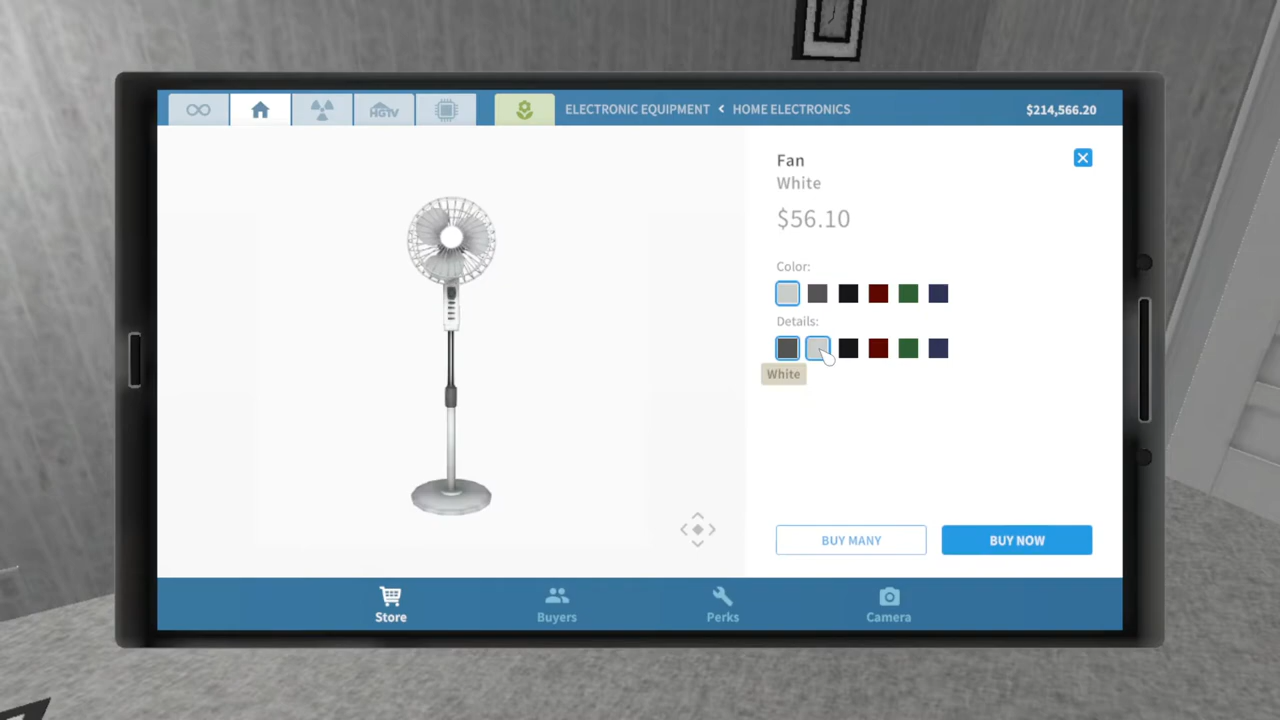 HGTV
ELECTRONIC EQUIPMENT < HOME ELECTRONICS
$214,566.20
Fan
White
$56.10
Color:
Details:
White
BUY MANY
BUY NOW
Store
Buyers
Perks
Camera